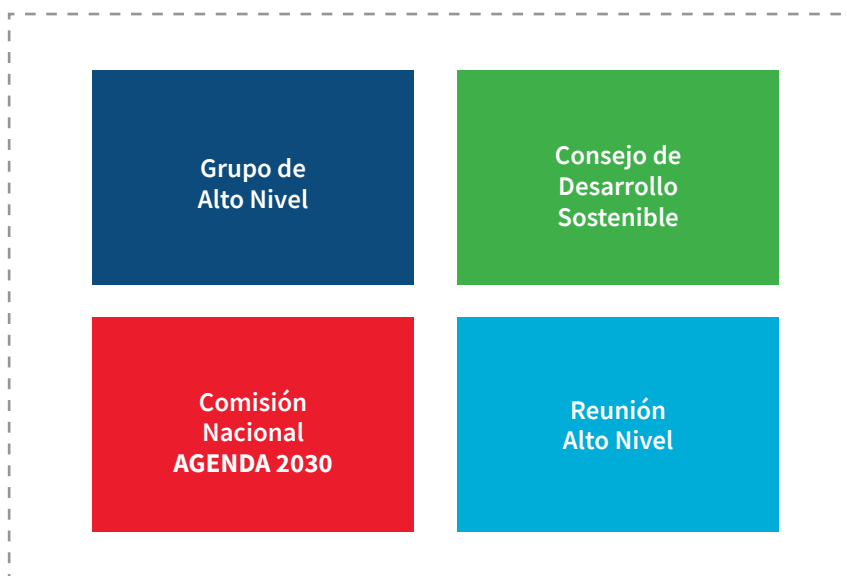 Grupo de
Alto Nivel
Consejo de
Desarrollo
Sostenible
Comisión
Nacional
AGENDA 2030
Reunión
Alto Nivel